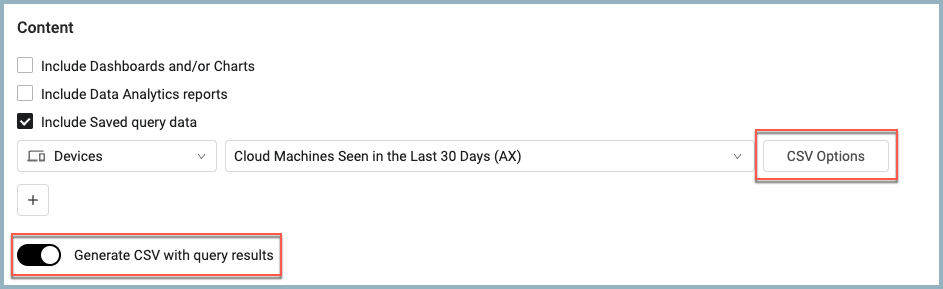 Content
Include Dashboards and/or Charts
Include Data Analytics reports
Include Saved query data
Devices Cloud Machines Seen in the Last 30 Days (AX) CSV Options
+
Generate CSV with query results